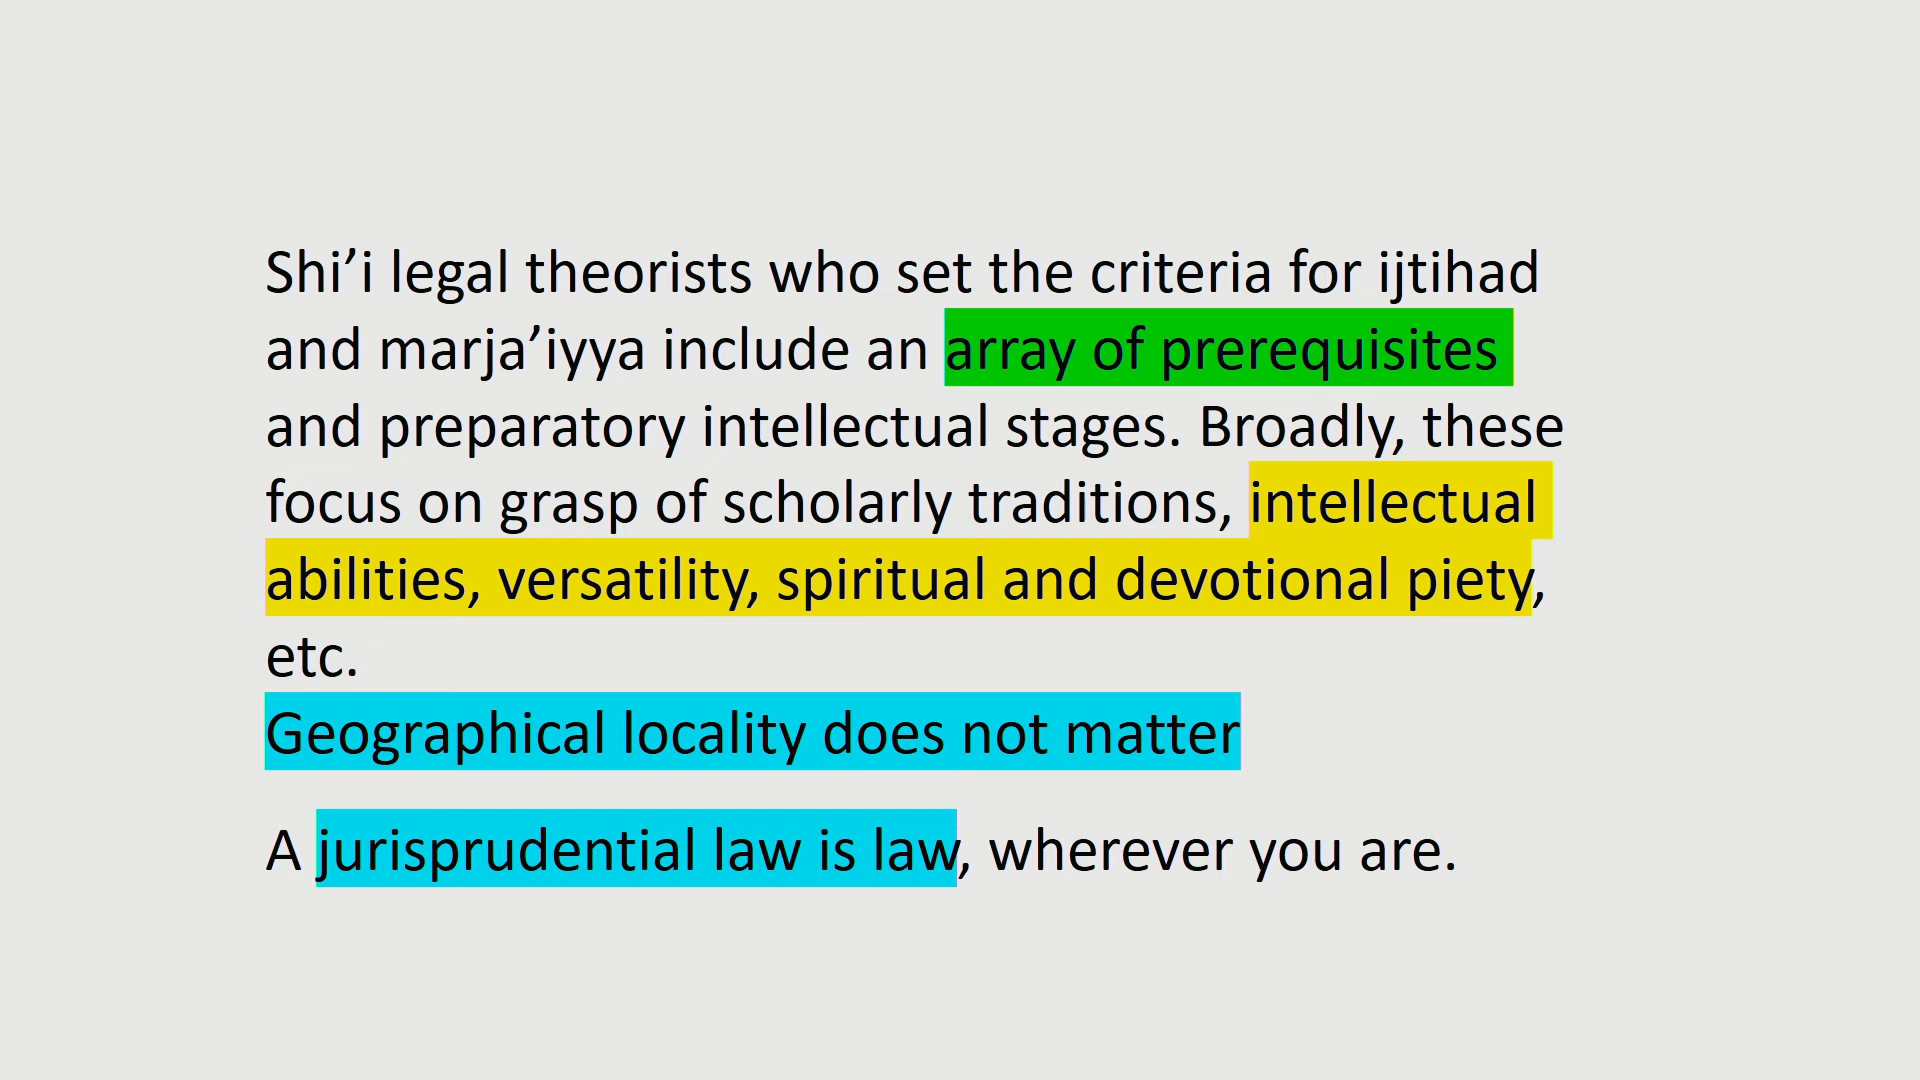 Shi’i legal theorists who set the criteria for ijtihad
and marja’iyya include an array of prerequisites
and preparatory intellectual stages. Broadly, these
focus on grasp of scholarly traditions, intellectual
abilities, versatility, spiritual and devotional piety,
etc.
Geographical locality does not matter
A jurisprudential law is law, wherever you are.